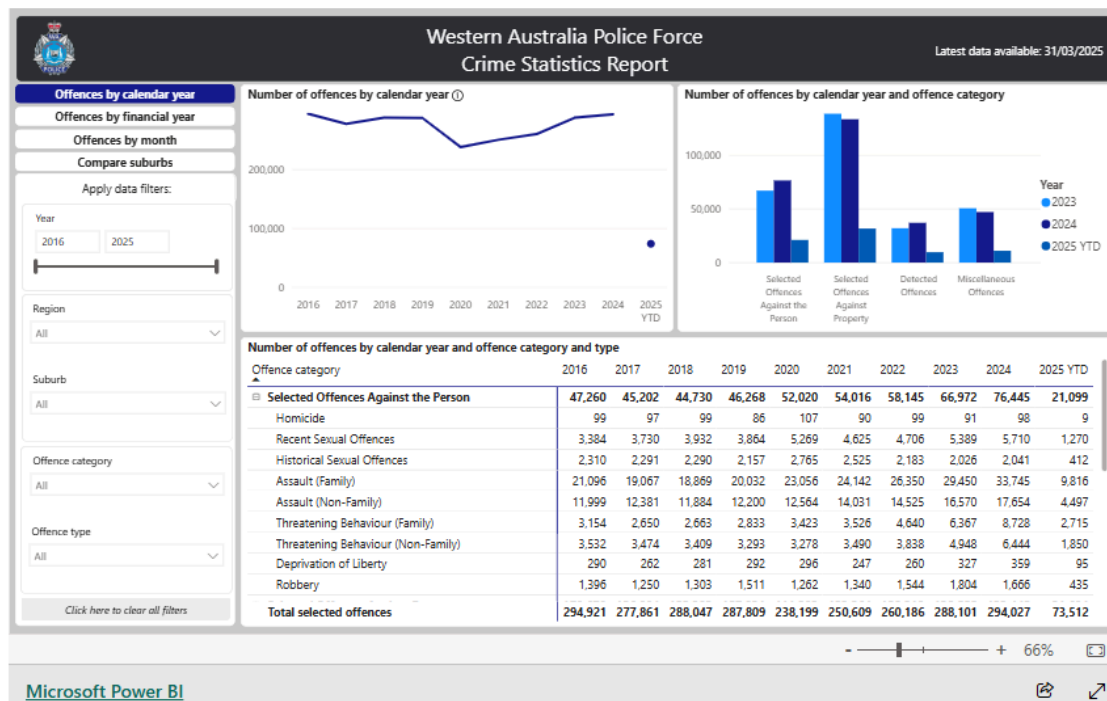 Western Australia Police Force
Crime Statistics Report
Latest data available: 31/03/2025
POLICE
Offences by calendar year
Offences by financial year
Offences by month
Compare suburbs
Apply data filters:
Year
2016 2025
Region
All
Suburb
All
Offence category
All
Offence type
All
Click here to clear all filters
Number of offences by calendar year
200,000
100,000
0
2016 2017 2018 2019 2020 2021 2022 2023 2024 2025
YTD
Number of offences by calendar year and offence category
100,000
50,000
0
Selected Selected Detected Miscellaneous
Offences Offences Offences Offences
Against the Against
Person Property
Year
2023
2024
2025 YTD
Number of offences by calendar year and offence category and type
Offence category 2016 2017 2018 2019 2020 2021 2022 2023 2024 2025 YTD
Selected Offences Against the Person 47,260 45,202 44,730 46,268 52,020 54,016 58,145 66,972 76,445 21,099
Homicide 99 97 99 86 107 90 99 91 98 9
Recent Sexual Offences 3,384 3,730 3,932 3,864 5,269 4,625 4,706 5,389 5,710 1,270
Historical Sexual Offences 2,310 2,291 2,290 2,157 2,765 2,525 2,183 2,026 2,041 412
Assault (Family) 21,096 19,067 18,869 20,032 23,056 24,142 26,350 29,450 33,745 9,816
Assault (Non-Family) 11,999 12,381 11,884 12,200 12,564 14,031 14,525 16,570 17,654 4,497
Threatening Behaviour (Family) 3,154 2,650 2,663 2,833 3,423 3,526 4,640 6,367 8,728 2,715
Threatening Behaviour (Non-Family) 3,532 3,474 3,409 3,293 3,278 3,490 3,838 4,948 6,444 1,850
Deprivation of Liberty 290 262 281 292 296 247 260 327 359 95
Robbery 1,396 1,250 1,303 1,511 1,262 1,340 1,544 1,804 1,666 435
Total selected offences 294,921 277,861 288,047 287,809 238,199 250,609 260,186 288,101 294,027 73,512
- + 66%
Microsoft Power BI